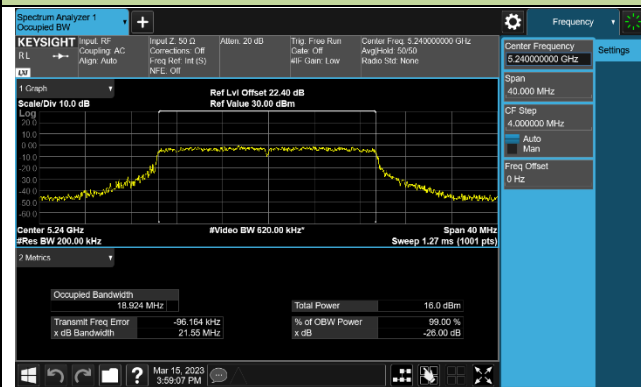 Spectrum Analyzer 1
Occupied BW
Frequency
KEYSIGHT
RL
Input: RF
Coupling: AC
Align: Auto
Input Z: 50 Ω
Corrections: Off
Freq Ref: Int (S)
NFE: Off
Atten: 20 dB
Trig: Free Run
Gate: Off
#IF Gain: Low
Center Freq: 5.240000000 GHz
Avg|Hold: 50/50
Radio Std: None
Center Frequency
5.240000000 GHz
Settings
Span
40.000 MHz
CF Step
4.000000 MHz
Auto
Man
Freq Offset
0 Hz
1 Graph
Scale/Div 10.0 dB
Ref Lvl Offset 22.40 dB
Ref Value 30.00 dBm
Log
20.0
10.0
0.00
-10.0
-20.0
-30.0
-40.0
-50.0
-60.0
Center 5.24 GHz
#Video BW 620.00 kHz*
Span 40 MHz
#Res BW 200.00 kHz
Sweep 1.27 ms (1001 pts)
2 Metrics
Occupied Bandwidth
18.924 MHz
Total Power
16.0 dBm
Transmit Freq Error
-96.164 kHz
% of OBW Power
99.00 %
x dB Bandwidth
21.55 MHz
x dB
-26.00 dB
Mar 15, 2023
3:59:07 PM